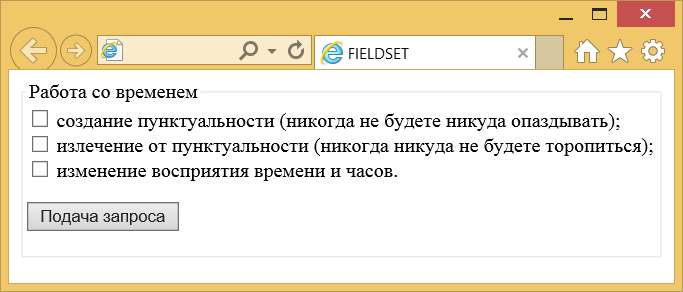 FIELDSET
Работа со временем
создание пунктуальности (никогда не будете никуда опаздывать);
излечение от пунктуальности (никогда никуда не будете торопиться);
изменение восприятия времени и часов.
Подача запроса